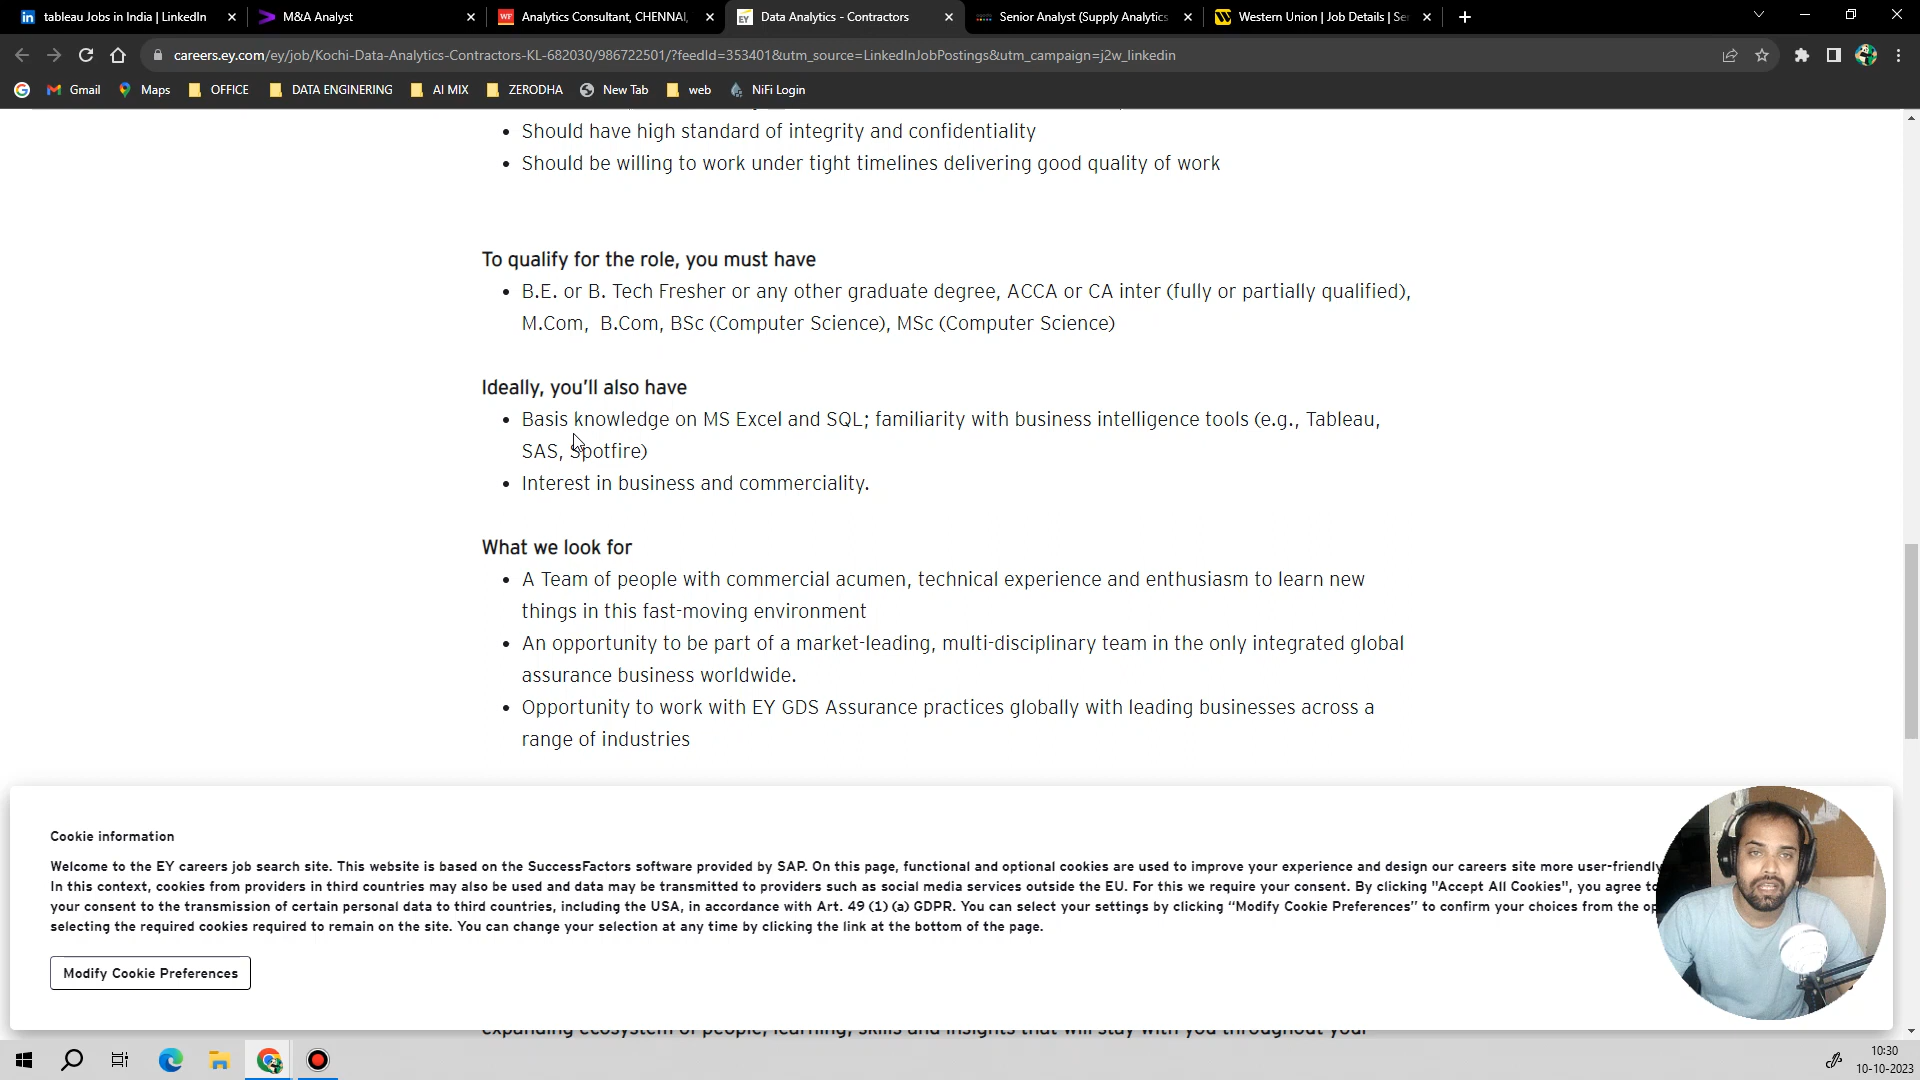 tableau Jobs in India | LinkedIn
M&A Analyst
WF Analytics Consultant, CHENNAI,
EY Data Analytics - Contractors
Senior Analyst (Supply Analytics
Western Union | Job Details | Se
careers.ey.com/ey/job/Kochi-Data-Analytics-Contractors-KL-682030/986722501/?feedId=353401&utm_source=LinkedInJobPostings&utm_campaign=j2w_linkedin
Gmail Maps OFFICE DATA ENGINERING AI MIX ZERODHA New Tab web NiFi Login
• Should have high standard of integrity and confidentiality
• Should be willing to work under tight timelines delivering good quality of work
To qualify for the role, you must have
• B.E. or B. Tech Fresher or any other graduate degree, ACCA or CA inter (fully or partially qualified),
M.Com, B.Com, BSc (Computer Science), MSc (Computer Science)
Ideally, you'll also have
• Basis knowledge on MS Excel and SQL; familiarity with business intelligence tools (e.g., Tableau,
SAS, Spotfire)
• Interest in business and commerciality.
What we look for
• A Team of people with commercial acumen, technical experience and enthusiasm to learn new
things in this fast-moving environment
• An opportunity to be part of a market-leading, multi-disciplinary team in the only integrated global
assurance business worldwide.
• Opportunity to work with EY GDS Assurance practices globally with leading businesses across a
range of industries
Cookie information
Welcome to the EY careers job search site. This website is based on the SuccessFactors software provided by SAP. On this page, functional and optional cookies are used to improve your experience and design our careers site more user-friendly
In this context, cookies from providers in third countries may also be used and data may be transmitted to providers such as social media services outside the EU. For this we require your consent. By clicking "Accept All Cookies", you agree to
your consent to the transmission of certain personal data to third countries, including the USA, in accordance with Art. 49 (1) (a) GDPR. You can select your settings by clicking "Modify Cookie Preferences" to confirm your choices from the op
selecting the required cookies required to remain on the site. You can change your selection at any time by clicking the link at the bottom of the page.
Modify Cookie Preferences
expanding ecosystem of people, learning, skills and insights that will stay with you throughout your
10:30
10-10-2023